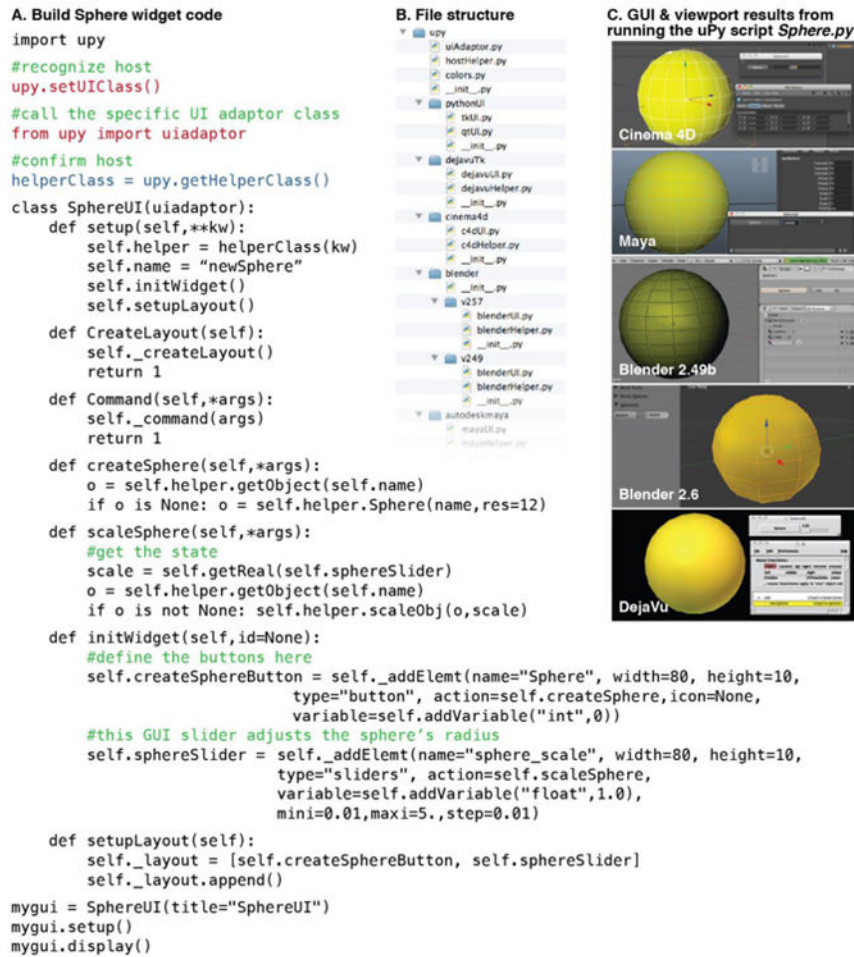 A. Build Sphere widget code
import upy
#recognize host
upy.setUIClass()
#call the specific UI adaptor class
from upy import uiadaptor
#confirm host
helperClass = upy.getHelperClass()
class SphereUI(uiadaptor):
def setup(self,**kw):
self.helper = helperClass(kw)
self.name = “newSphere”
self.initWidget()
self.setupLayout()
def CreateLayout(self):
self._createLayout()
return 1
def Command(self,*args):
self._command(args)
return 1
def createSphere(self,*args):
o = self.helper.getObject(self.name)
if o is None: o = self.helper.Sphere(name,res=12)
def scaleSphere(self,*args):
#get the state
scale = self.getReal(self.sphereSlider)
o = self.helper.getObject(self.name)
if o is not None: self.helper.scaleObj(o,scale)
def initWidget(self,id=None):
#define the buttons here
self.createSphereButton = self._addElemt(name="Sphere", width=80, height=10,
type="button", action=self.createSphere,icon=None,
variable=self.addVariable("int",0))
#this GUI slider adjusts the sphere’s radius
self.sphereSlider = self._addElemt(name="sphere_scale", width=80, height=10,
type="sliders", action=self.scaleSphere,
variable=self.addVariable("float",1.0),
mini=0.01,maxi=5.,step=0.01)
def setupLayout(self):
self._layout = [self.createSphereButton, self.sphereSlider]
self._layout.append()
mygui = SphereUI(title="SphereUI")
mygui.setup()
mygui.display()
B. File structure
upy
uiAdaptor.py
hostHelper.py
colors.py
__init__.py
pythonUI
tkUI.py
qtUI.py
__init__.py
dejavuTk
dejavuUI.py
dejavuHelper.py
__init__.py
cinema4d
c4dUI.py
c4dHelper.py
__init__.py
blender
__init__.py
v257
blenderUI.py
blenderHelper.py
__init__.py
v249
blenderUI.py
blenderHelper.py
__init__.py
autodeskmaya
mayaUI.py
mayaHelper.py
C. GUI & viewport results from
running the uPy script Sphere.py
Cinema 4D
Maya
Blender 2.49b
Blender 2.6
DejaVu